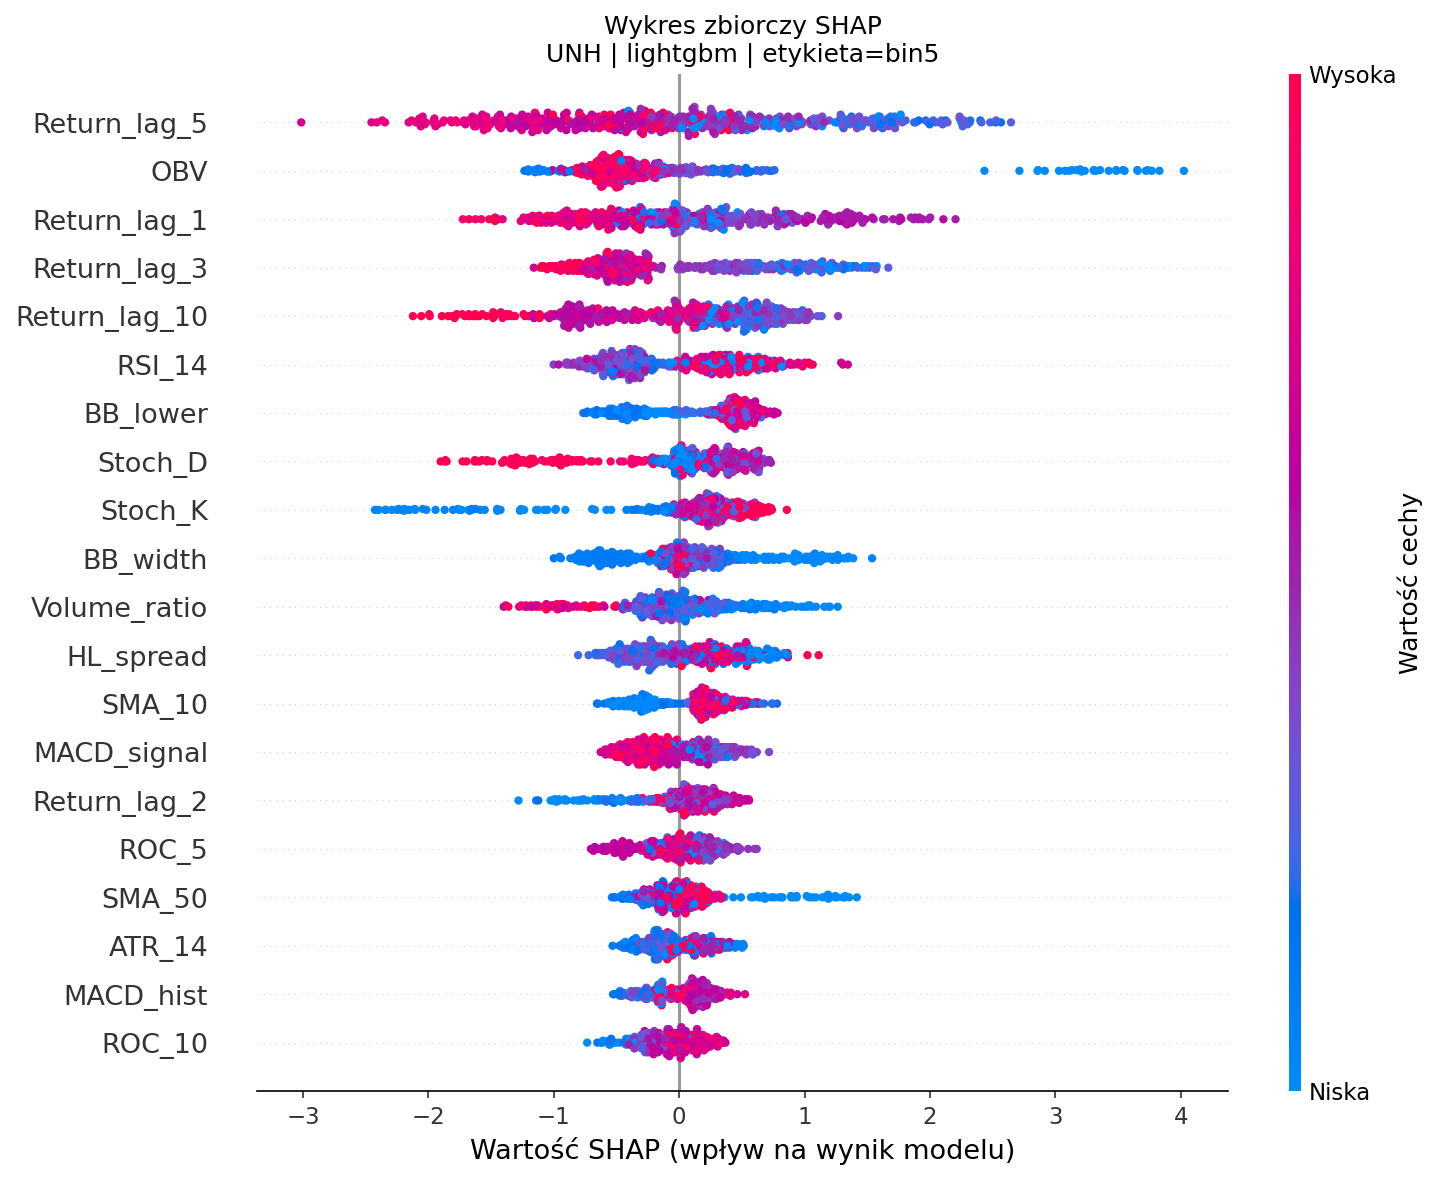 Wykres zbiorczy SHAP
UNH | lightgbm | etykieta=bin5
Wysoka
Return_lag_5
OBV
Return_lag_1
Return_lag_3
Return_lag_10
RSI_14
BB_lower
Stoch_D
Stoch_K
BB_width
Volume_ratio
HL_spread
SMA_10
MACD_signal
Return_lag_2
ROC_5
SMA_50
ATR_14
MACD_hist
ROC_10
Wartość cechy
Niska
−3 −2 −1 0 1 2 3 4
Wartość SHAP (wpływ na wynik modelu)